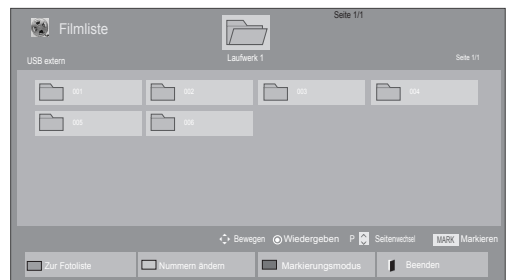 Seite 1/1
Filmliste
USB extern Laufwerk 1 Seite 1/1
001 002 003 004
005 006
Bewegen Wiedergeben P Seitenwechsel MARK Markieren
Zur Fotoliste Nummern ändern Markierungsmodus Beenden